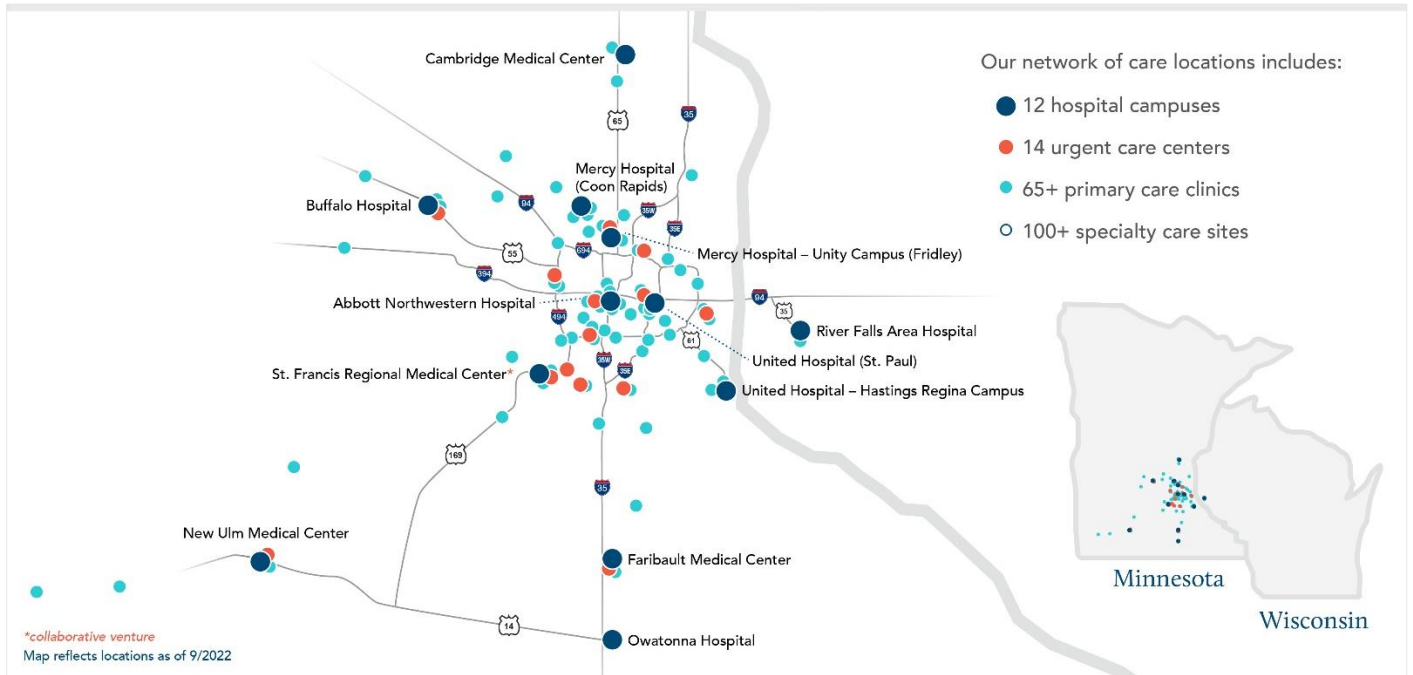 Cambridge Medical Center
Our network of care locations includes:
12 hospital campuses
14 urgent care centers
65+ primary care clinics
100+ specialty care sites
35
65
Mercy Hospital
(Coon Rapids)
Buffalo Hospital
94
35W
35E
694
55
394
Mercy Hospital – Unity Campus (Fridley)
Abbott Northwestern Hospital
94
35
494
River Falls Area Hospital
61
35W
35E
United Hospital (St. Paul)
St. Francis Regional Medical Center*
United Hospital – Hastings Regina Campus
169
35
New Ulm Medical Center
Faribault Medical Center
14
Owatonna Hospital
Minnesota
Wisconsin
*collaborative venture
Map reflects locations as of 9/2022